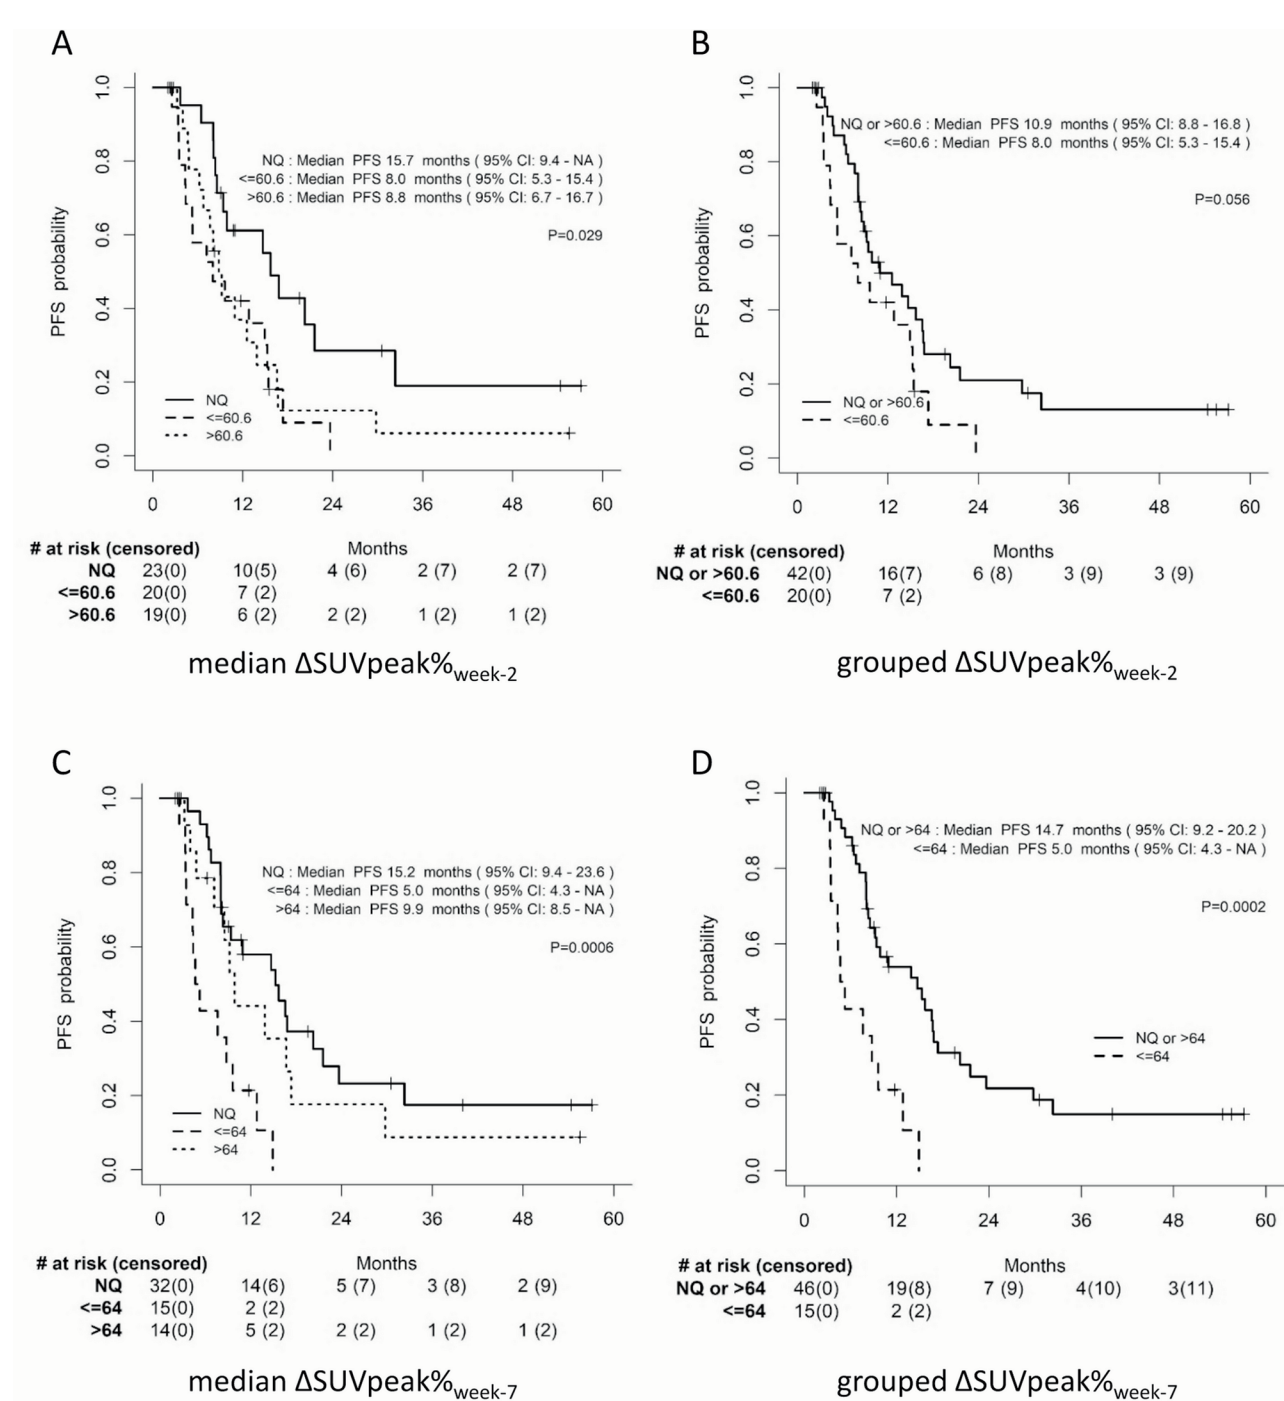 A
1.0
0.8
0.6
0.4
0.2
0.0
PFS probability
NQ : Median PFS 15.7 months ( 95% CI: 9.4 - NA )
<=60.6 : Median PFS 8.0 months ( 95% CI: 5.3 - 15.4 )
>60.6 : Median PFS 8.8 months ( 95% CI: 6.7 - 16.7 )
P=0.029
NQ
<=60.6
>60.6
0 12 24 36 48 60
# at risk (censored) Months
NQ 23(0) 10(5) 4 (6) 2 (7) 2 (7)
<=60.6 20(0) 7 (2)
>60.6 19(0) 6 (2) 2 (2) 1 (2) 1 (2)
median ΔSUVpeak%week-2
B
1.0
0.8
0.6
0.4
0.2
0.0
PFS probability
NQ or >60.6 : Median PFS 10.9 months ( 95% CI: 8.8 - 16.8 )
<=60.6 : Median PFS 8.0 months ( 95% CI: 5.3 - 15.4 )
P=0.056
NQ or >60.6
<=60.6
0 12 24 36 48 60
# at risk (censored) Months
NQ or >60.6 42(0) 16(7) 6 (8) 3 (9) 3 (9)
<=60.6 20(0) 7 (2)
grouped ΔSUVpeak%week-2
C
1.0
0.8
0.6
0.4
0.2
0.0
PFS probability
NQ : Median PFS 15.2 months ( 95% CI: 9.4 - 23.6 )
<=64 : Median PFS 5.0 months ( 95% CI: 4.3 - NA )
>64 : Median PFS 9.9 months ( 95% CI: 8.5 - NA )
P=0.0006
NQ
<=64
>64
0 12 24 36 48 60
# at risk (censored) Months
NQ 32(0) 14(6) 5 (7) 3 (8) 2 (9)
<=64 15(0) 2 (2)
>64 14(0) 5 (2) 2 (2) 1 (2) 1 (2)
median ΔSUVpeak%week-7
D
1.0
0.8
0.6
0.4
0.2
0.0
PFS probability
NQ or >64 : Median PFS 14.7 months ( 95% CI: 9.2 - 20.2 )
<=64 : Median PFS 5.0 months ( 95% CI: 4.3 - NA )
P=0.0002
NQ or >64
<=64
0 12 24 36 48 60
# at risk (censored) Months
NQ or >64 46(0) 19(8) 7 (9) 4(10) 3(11)
<=64 15(0) 2 (2)
grouped ΔSUVpeak%week-7